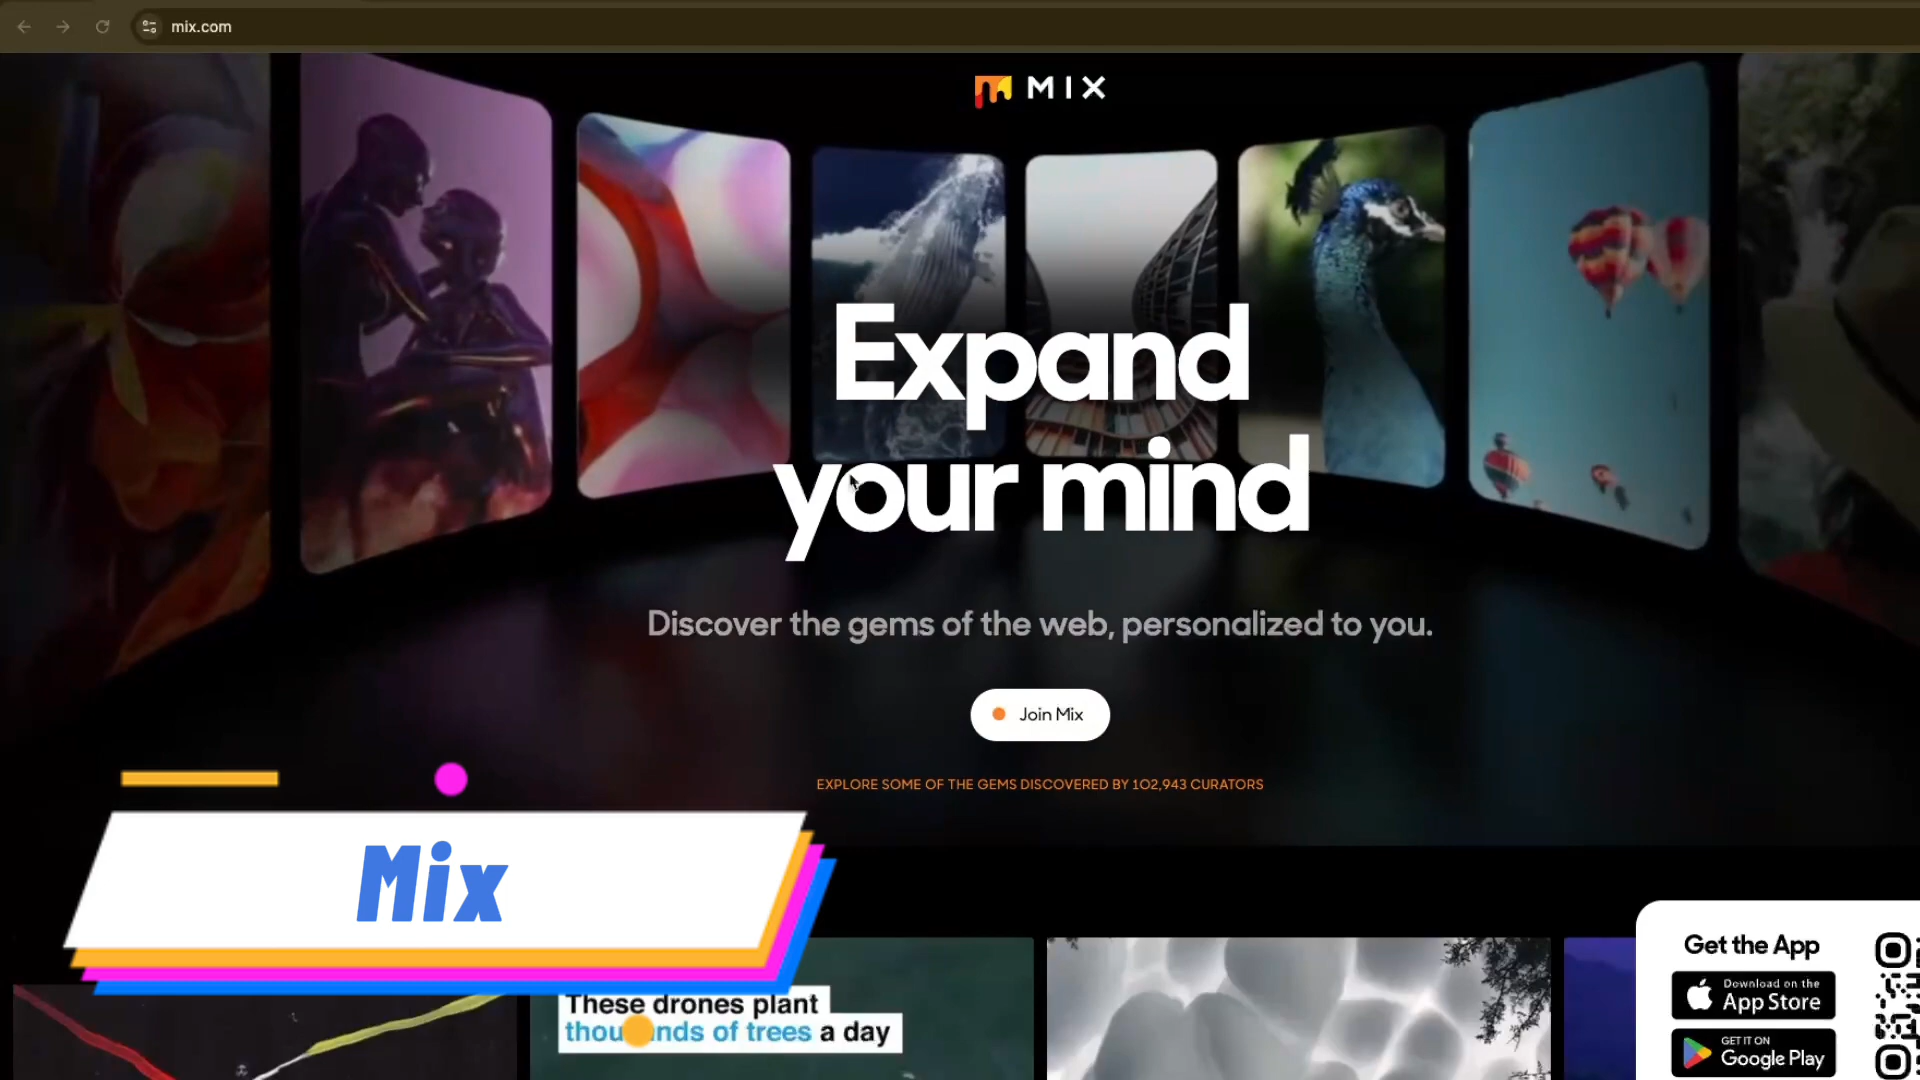 mix.com
MIX
Expand
your mind
Discover the gems of the web, personalized to you.
Join Mix
EXPLORE SOME OF THE GEMS DISCOVERED BY 102,943 CURATORS
Mix
These drones plant
thou nds of trees a day
Get the App
Download on the
App Store
GET IT ON
Google Play